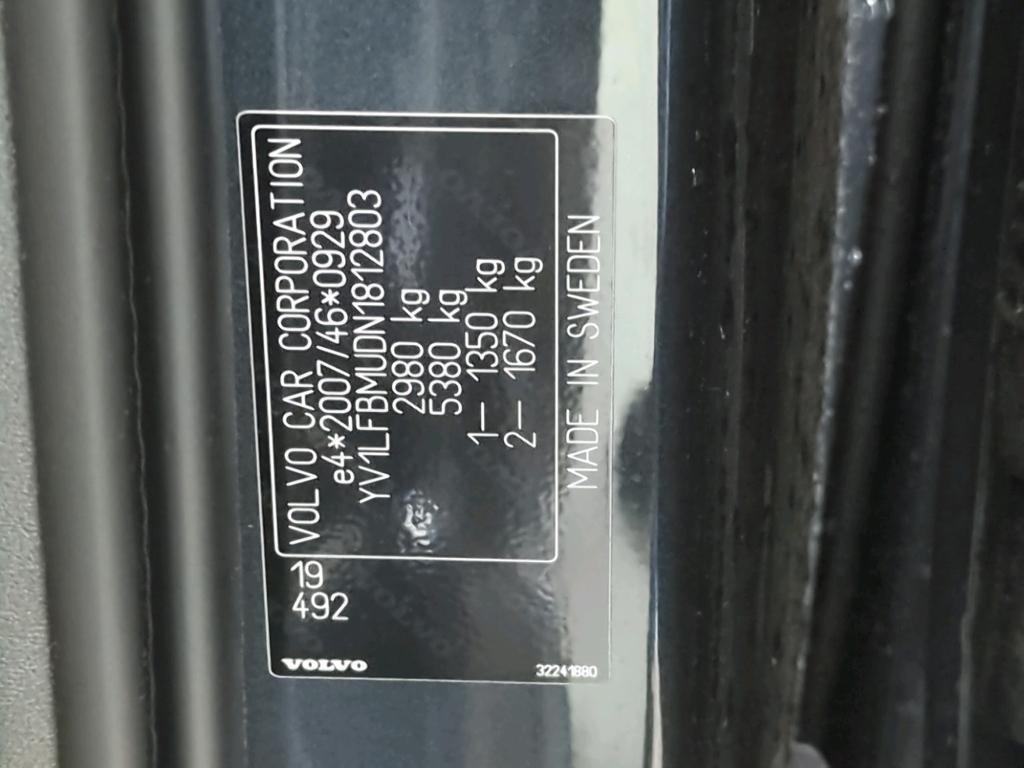 VOLVO CAR CORPORATION
e4*2007/46*0929
YV1LFBMUDN1812803
2980 kg
5380 kg
1— 1350 kg
2— 1670 kg
MADE IN SWEDEN
19
492
VOLVO
32241880